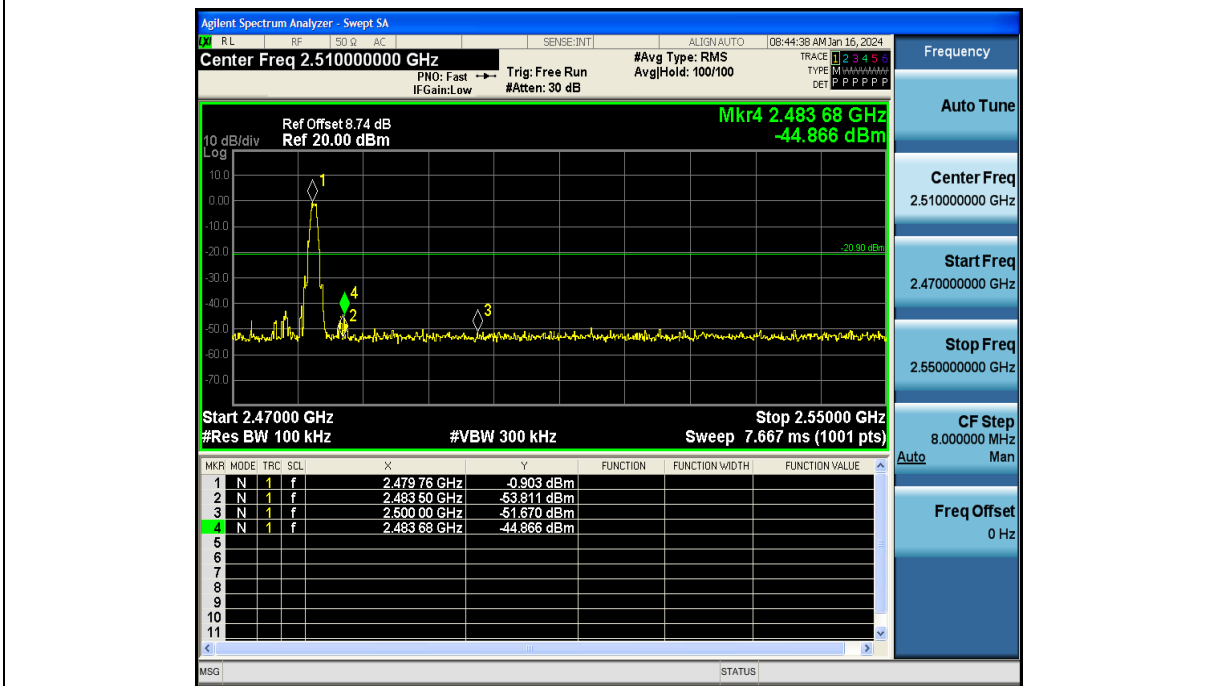 Agilent Spectrum Analyzer - Swept SA
RL RF 50 Ω AC SENSE:INT ALIGNAUTO 08:44:38 AM Jan 16, 2024
Center Freq 2.510000000 GHz
PNO: Fast
IFGain:Low
Trig: Free Run
#Atten: 30 dB
#Avg Type: RMS
Avg|Hold: 100/100
TRACE 1 2 3 4 5 6
TYPE M WWWWW
DET P P P P P P
Mkr4 2.483 68 GHz
-44.866 dBm
Ref Offset 8.74 dB
10 dB/div Ref 20.00 dBm
Log
10.0
0.00
-10.0
-20.0
-30.0
-40.0
-50.0
-60.0
-70.0
1
4
2
3
-20.90 dBm
Start 2.47000 GHz Stop 2.55000 GHz
#Res BW 100 kHz #VBW 300 kHz Sweep 7.667 ms (1001 pts)
MKR MODE TRC SCL X Y FUNCTION FUNCTION WIDTH FUNCTION VALUE
1 N 1 f 2.479 76 GHz -0.903 dBm
2 N 1 f 2.483 50 GHz -53.811 dBm
3 N 1 f 2.500 00 GHz -51.670 dBm
4 N 1 f 2.483 68 GHz -44.866 dBm
5
6
7
8
9
10
11
MSG STATUS
Frequency
Auto Tune
Center Freq
2.510000000 GHz
Start Freq
2.470000000 GHz
Stop Freq
2.550000000 GHz
CF Step
8.000000 MHz
Auto Man
Freq Offset
0 Hz